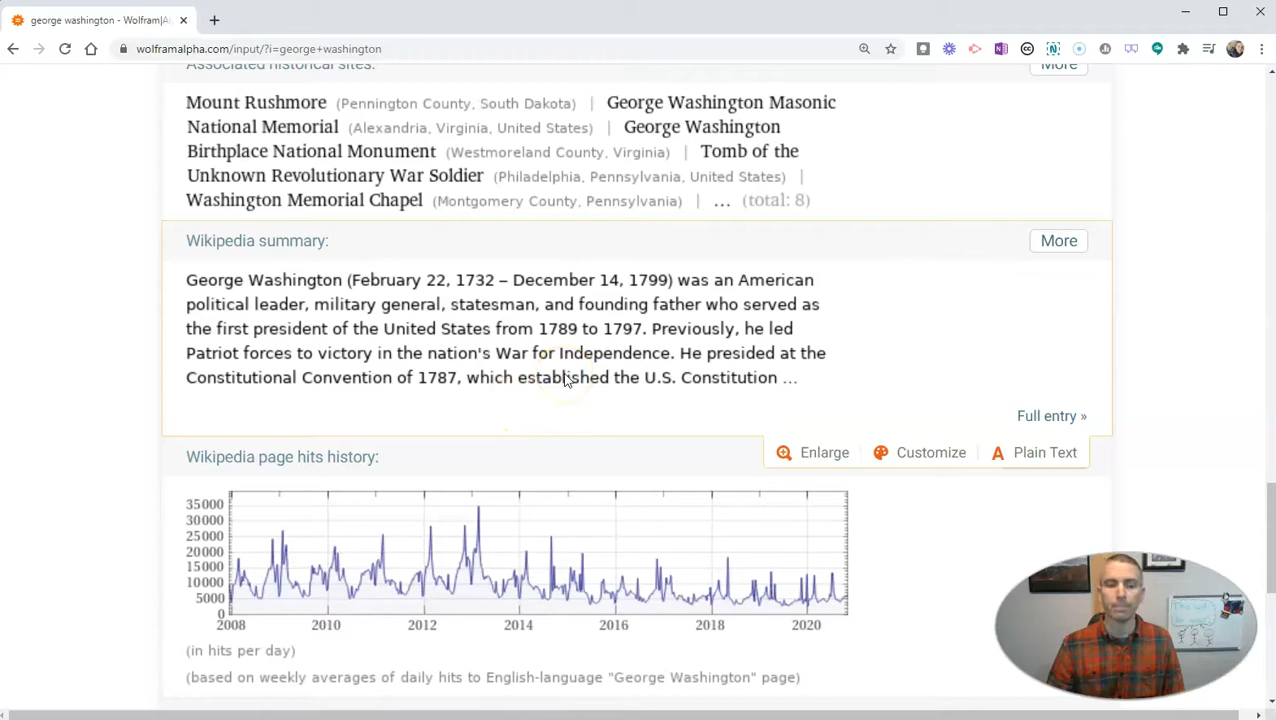 george washington - Wolfram|Al
wolframalpha.com/input/?i=george+washington
Associated historical sites:
More
Mount Rushmore (Pennington County, South Dakota) | George Washington Masonic
National Memorial (Alexandria, Virginia, United States) | George Washington
Birthplace National Monument (Westmoreland County, Virginia) | Tomb of the
Unknown Revolutionary War Soldier (Philadelphia, Pennsylvania, United States) |
Washington Memorial Chapel (Montgomery County, Pennsylvania) | ... (total: 8)
Wikipedia summary:
More
George Washington (February 22, 1732 – December 14, 1799) was an American
political leader, military general, statesman, and founding father who served as
the first president of the United States from 1789 to 1797. Previously, he led
Patriot forces to victory in the nation's War for Independence. He presided at the
Constitutional Convention of 1787, which established the U.S. Constitution ...
Full entry »
Enlarge Customize A Plain Text
Wikipedia page hits history:
35000
30000
25000
20000
15000
10000
5000
0
2008 2010 2012 2014 2016 2018 2020
(in hits per day)
(based on weekly averages of daily hits to English-language "George Washington" page)